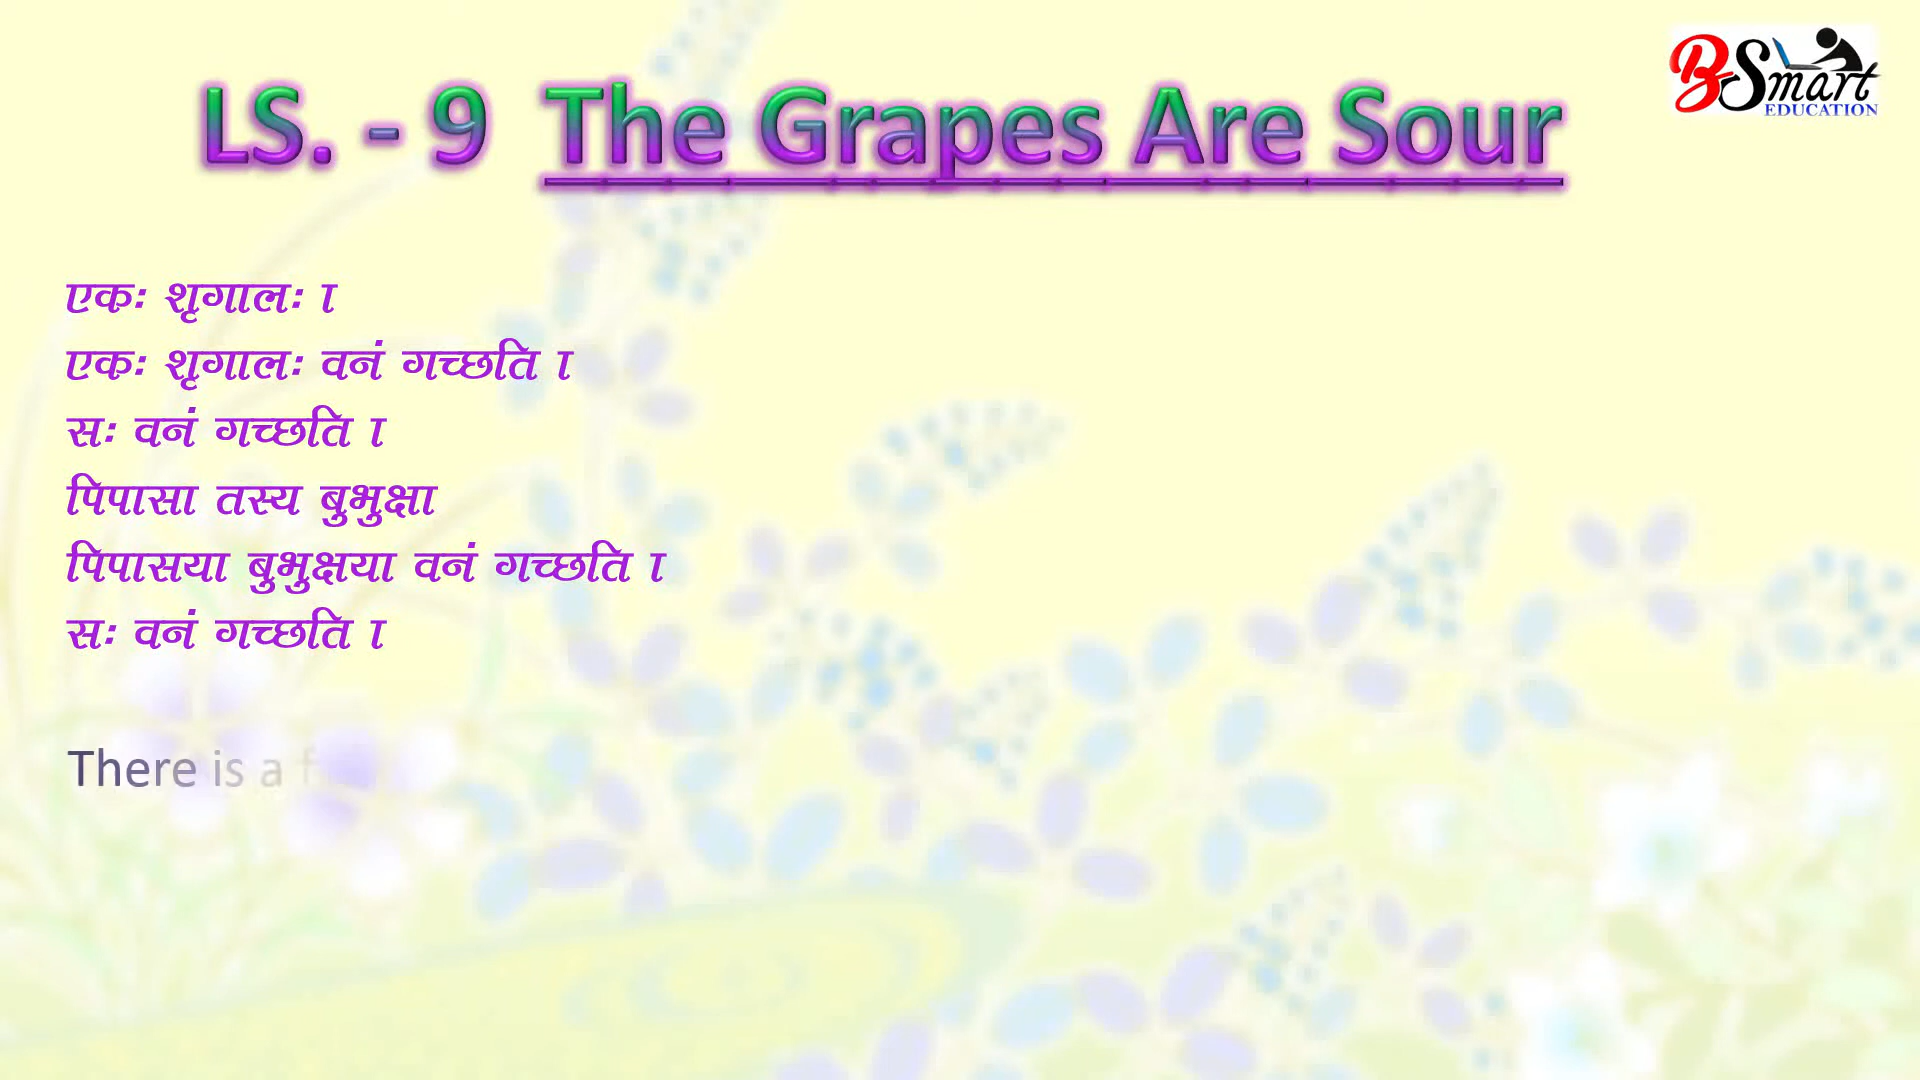 LS. - 9 The Grapes Are Sour
BSmart
EDUCATION
एकः शृगालः ।
एकः शृगालः वनं गच्छति ।
सः वनं गच्छति ।
पिपासा तस्य बुभुक्षा
पिपासया बुभुक्षया वनं गच्छति ।
सः वनं गच्छति ।
There is a f